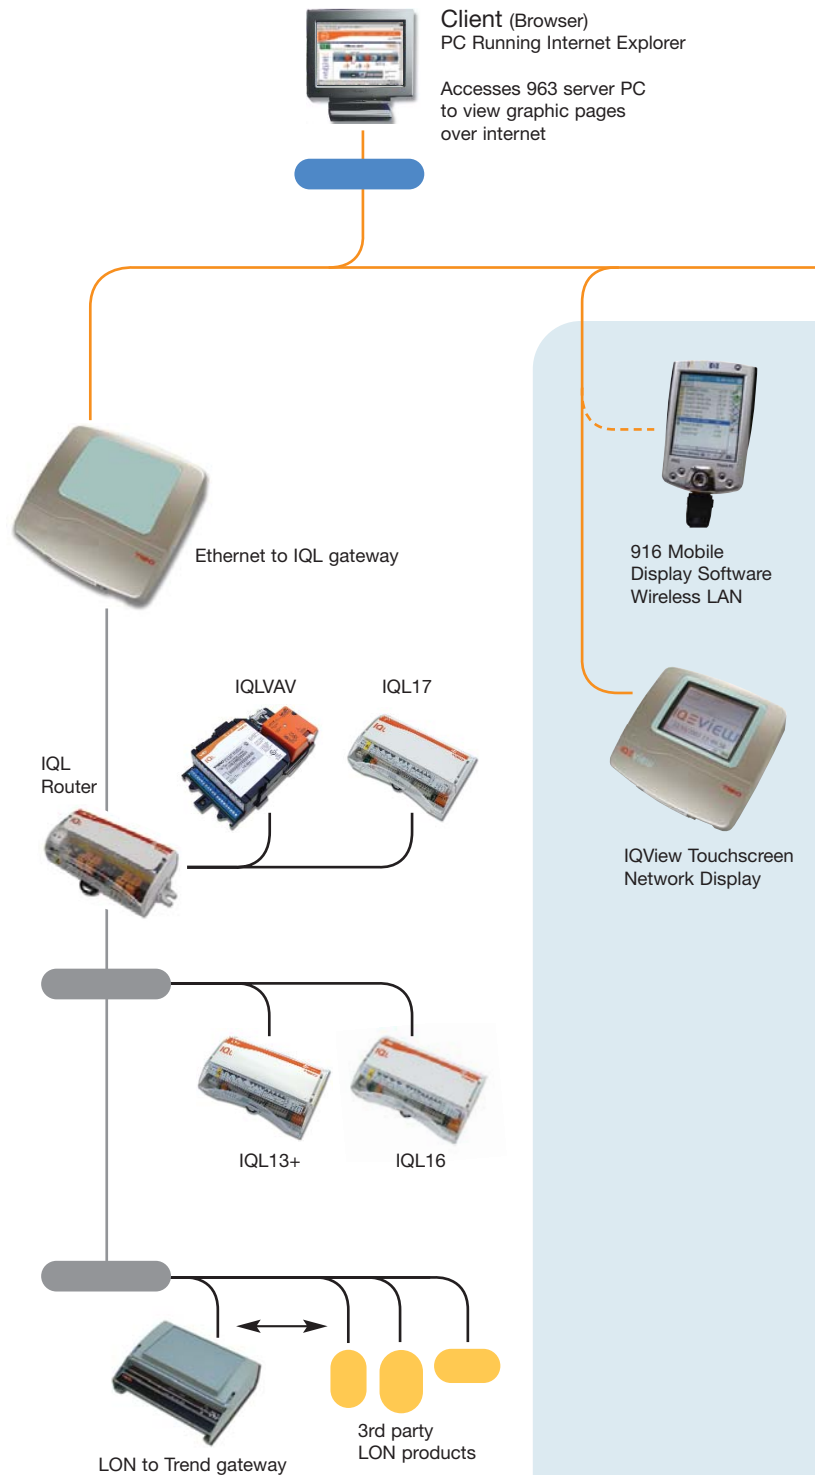 Client (Browser)
PC Running Internet Explorer
Accesses 963 server PC
to view graphic pages
over internet
Ethernet to IQL gateway
916 Mobile
Display Software
Wireless LAN
IQLVAV
IQL17
IQL
Router
IQView Touchscreen
Network Display
IQL13+
IQL16
3rd party
LON products
LON to Trend gateway